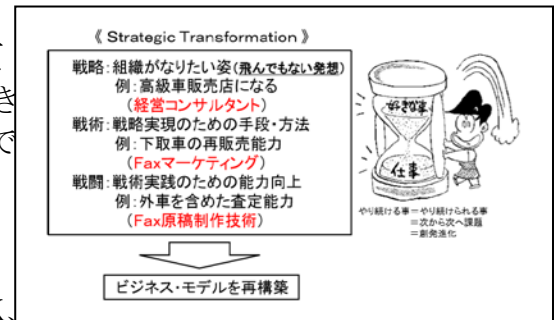 《 Strategic Transformation 》
戦略:組織がなりたい姿(飛んでもない発想)
例:高級車販売店になる
(経営コンサルタント)
戦術:戦略実現のための手段・方法
例:下取車の再販売能力
(Faxマーケティング)
戦闘:戦術実践のための能力向上
例:外車を含めた査定能力
(Fax原稿制作技術)
ビジネス・モデルを再構築
好きな事
仕事
やり続ける事=やり続けられる事
=次から次へ課題
=創発進化
き
で